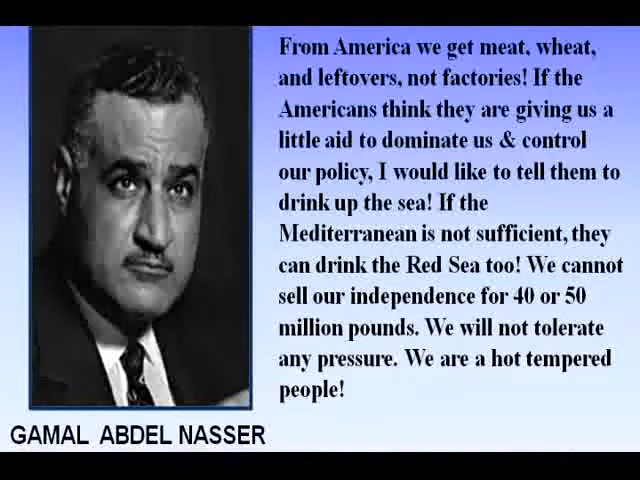 From America we get meat, wheat,
and leftovers, not factories! If the
Americans think they are giving us a
little aid to dominate us & control
our policy, I would like to tell them to
drink up the sea! If the
Mediterranean is not sufficient, they
can drink the Red Sea too! We cannot
sell our independence for 40 or 50
million pounds. We will not tolerate
any pressure. We are a hot tempered
people!
GAMAL ABDEL NASSER